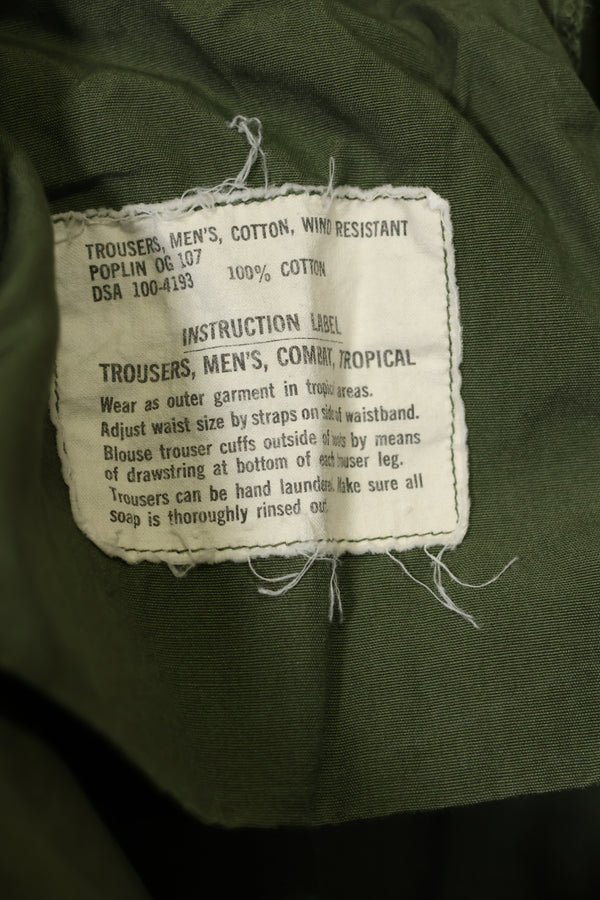 TROUSERS, MEN'S, COTTON, WIND RESISTANT
POPLIN OG 107
100% COTTON
DSA 100-4193
INSTRUCTION LABEL
TROUSERS, MEN'S, COMBAT, TROPICAL
Wear as outer garment in tropical areas.
Adjust waist size by straps on side of waistband.
Blouse trouser cuffs outside of boots by means
of drawstring at bottom of each trouser leg.
Trousers can be hand laundered. Make sure all
soap is thoroughly rinsed out.